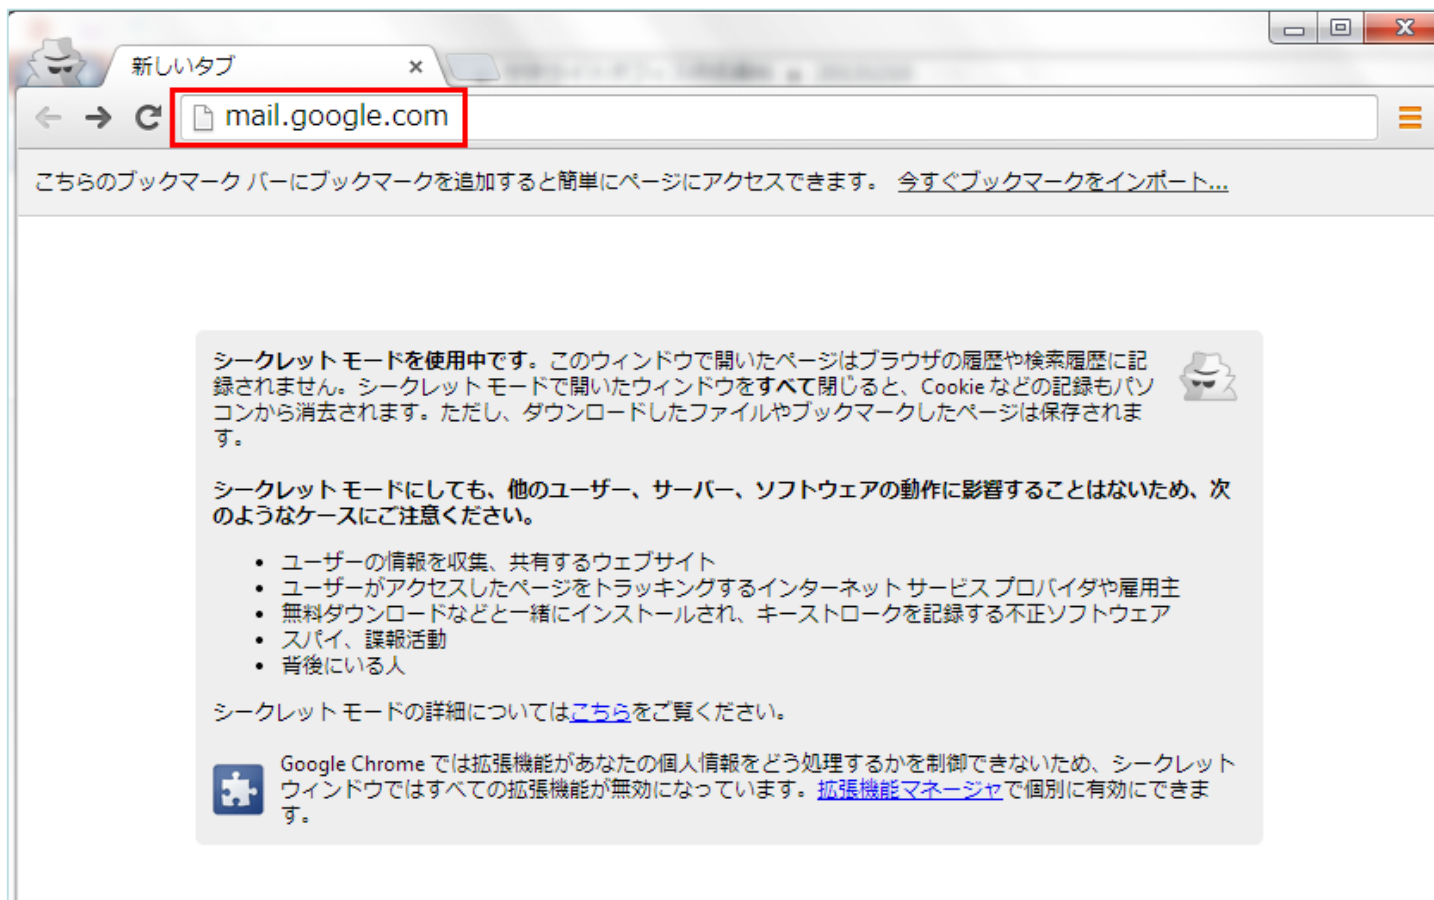 新しいタブ
mail.google.com
こちらのブックマーク バーにブックマークを追加すると簡単にページにアクセスできます。 今すぐブックマークをインポート...
シークレット モードを使用中です。このウィンドウで開いたページはブラウザの履歴や検索履歴に記
録されません。シークレット モードで開いたウィンドウをすべて閉じると、Cookie などの記録もパソ
コンから消去されます。ただし、ダウンロードしたファイルやブックマークしたページは保存されま
す。
シークレット モードにしても、他のユーザー、サーバー、ソフトウェアの動作に影響することはないため、次
のようなケースにご注意ください。
• ユーザーの情報を収集、共有するウェブサイト
• ユーザーがアクセスしたページをトラッキングするインターネット サービス プロバイダや雇用主
• 無料ダウンロードなどと一緒にインストールされ、キーストロークを記録する不正ソフトウェア
• スパイ、諜報活動
• 背後にいる人
シークレット モードの詳細についてはこちらをご覧ください。
Google Chrome では拡張機能があなたの個人情報をどう処理するかを制御できないため、シークレット
ウィンドウではすべての拡張機能が無効になっています。拡張機能マネージャで個別に有効にできま
す。